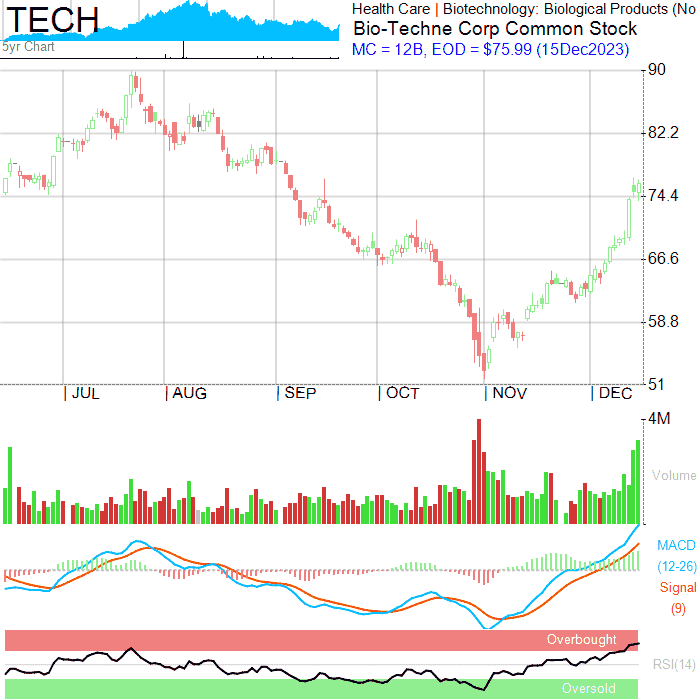 TECH
5yr Chart
Health Care | Biotechnology: Biological Products (No
Bio-Techne Corp Common Stock
MC = 12B, EOD = $75.99 (15Dec2023)
90
82.2
74.4
66.6
58.8
51
JUL AUG SEP OCT NOV DEC
4M
Volume
MACD
(12-26)
Signal
(9)
Overbought
RSI(14)
Oversold